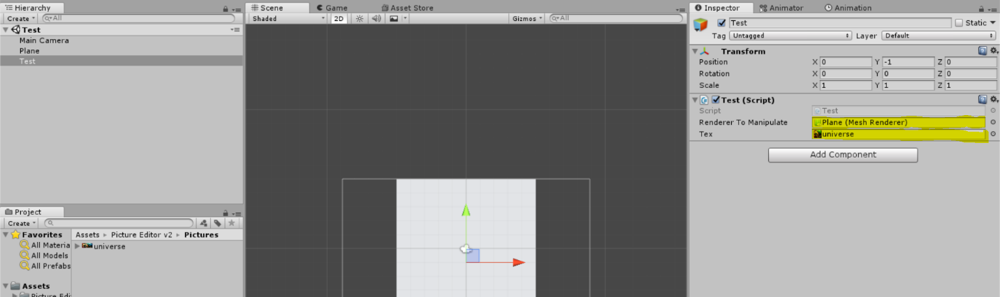 Hierarchy
Create
All
Test
Main Camera
Plane
Test
Project
Create
Favorites
All Materia
All Models
All Prefabs
Assets
Picture Edi
Assets Picture Editor v2 Pictures
universe
Scene Game Asset Store
Shaded 2D Gizmos All
Inspector Animator Animation
Test Static
Tag Untagged Layer Default
Transform
Position X 0 Y -1 Z 0
Rotation X 0 Y 0 Z 0
Scale X 1 Y 1 Z 1
Test (Script)
Script Test
Renderer To Manipulate Plane (Mesh Renderer)
Tex universe
Add Component